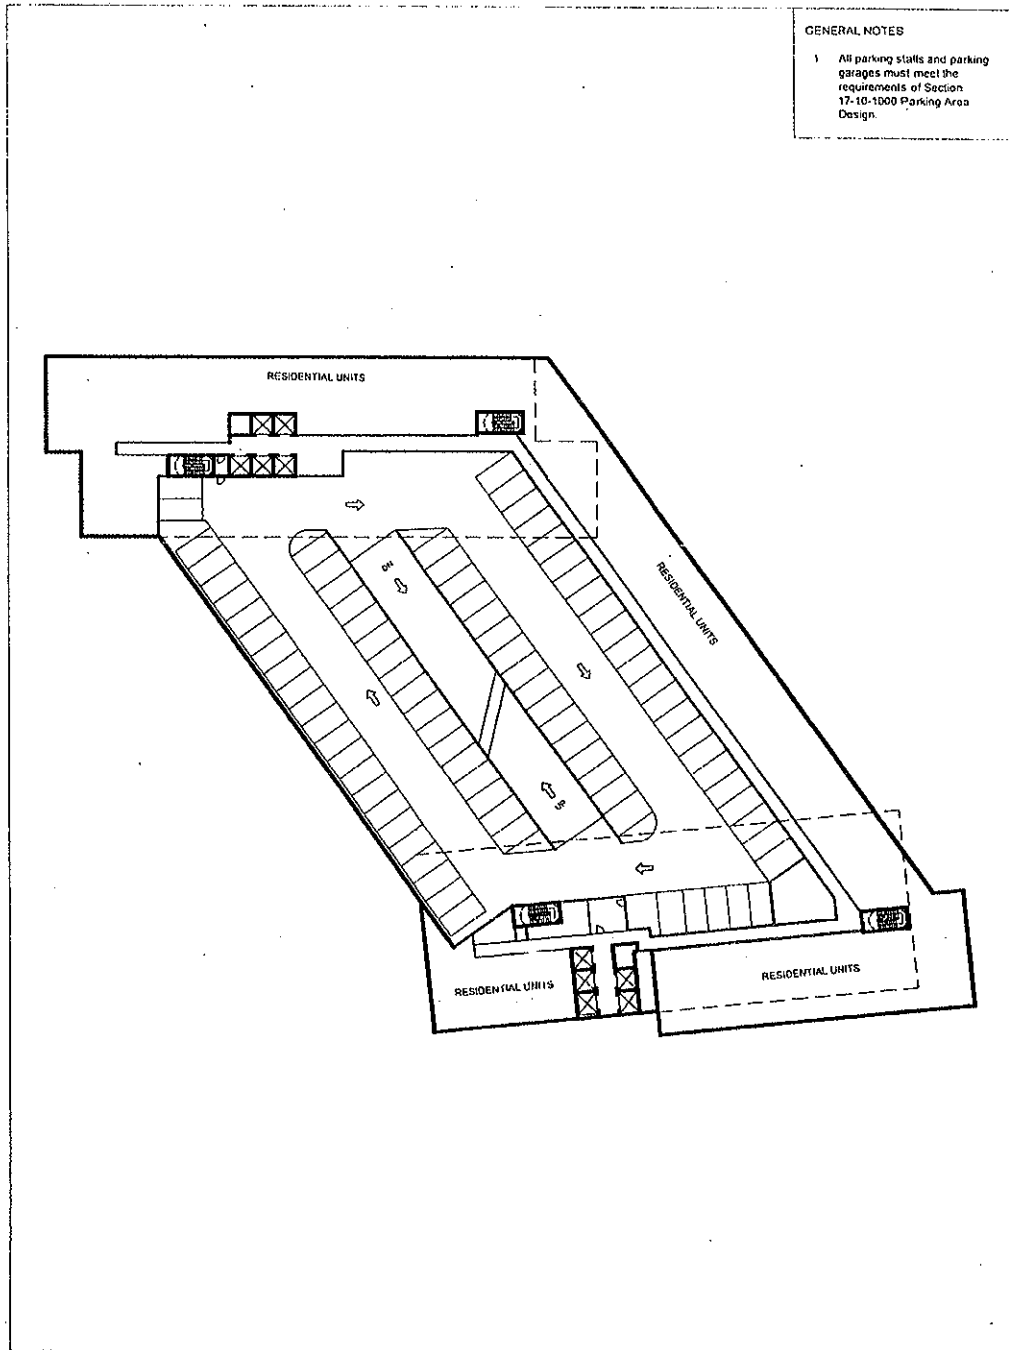 GENERAL NOTES
1 All parking stalls and parking
garages must meet the
requirements of Section
17-10-1000 Parking Area
Design.
RESIDENTIAL UNITS
DN
RESIDENTIAL UNITS
UP
RESIDENTIAL UNITS
RESIDENTIAL UNITS